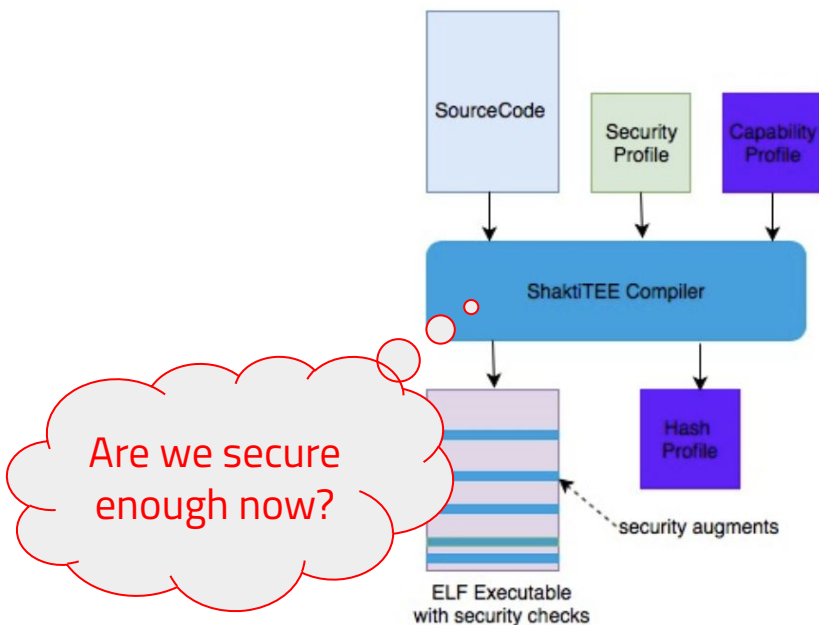 SourceCode
Security
Profile
Capability
Profile
ShaktiTEE Compiler
Are we secure
enough now?
Hash
Profile
security augments
ELF Executable
with security checks